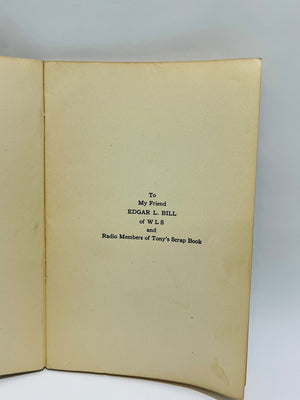 To
My Friend
EDGAR L. BILL
of W L S
and
Radio Members of Tony's Scrap Book